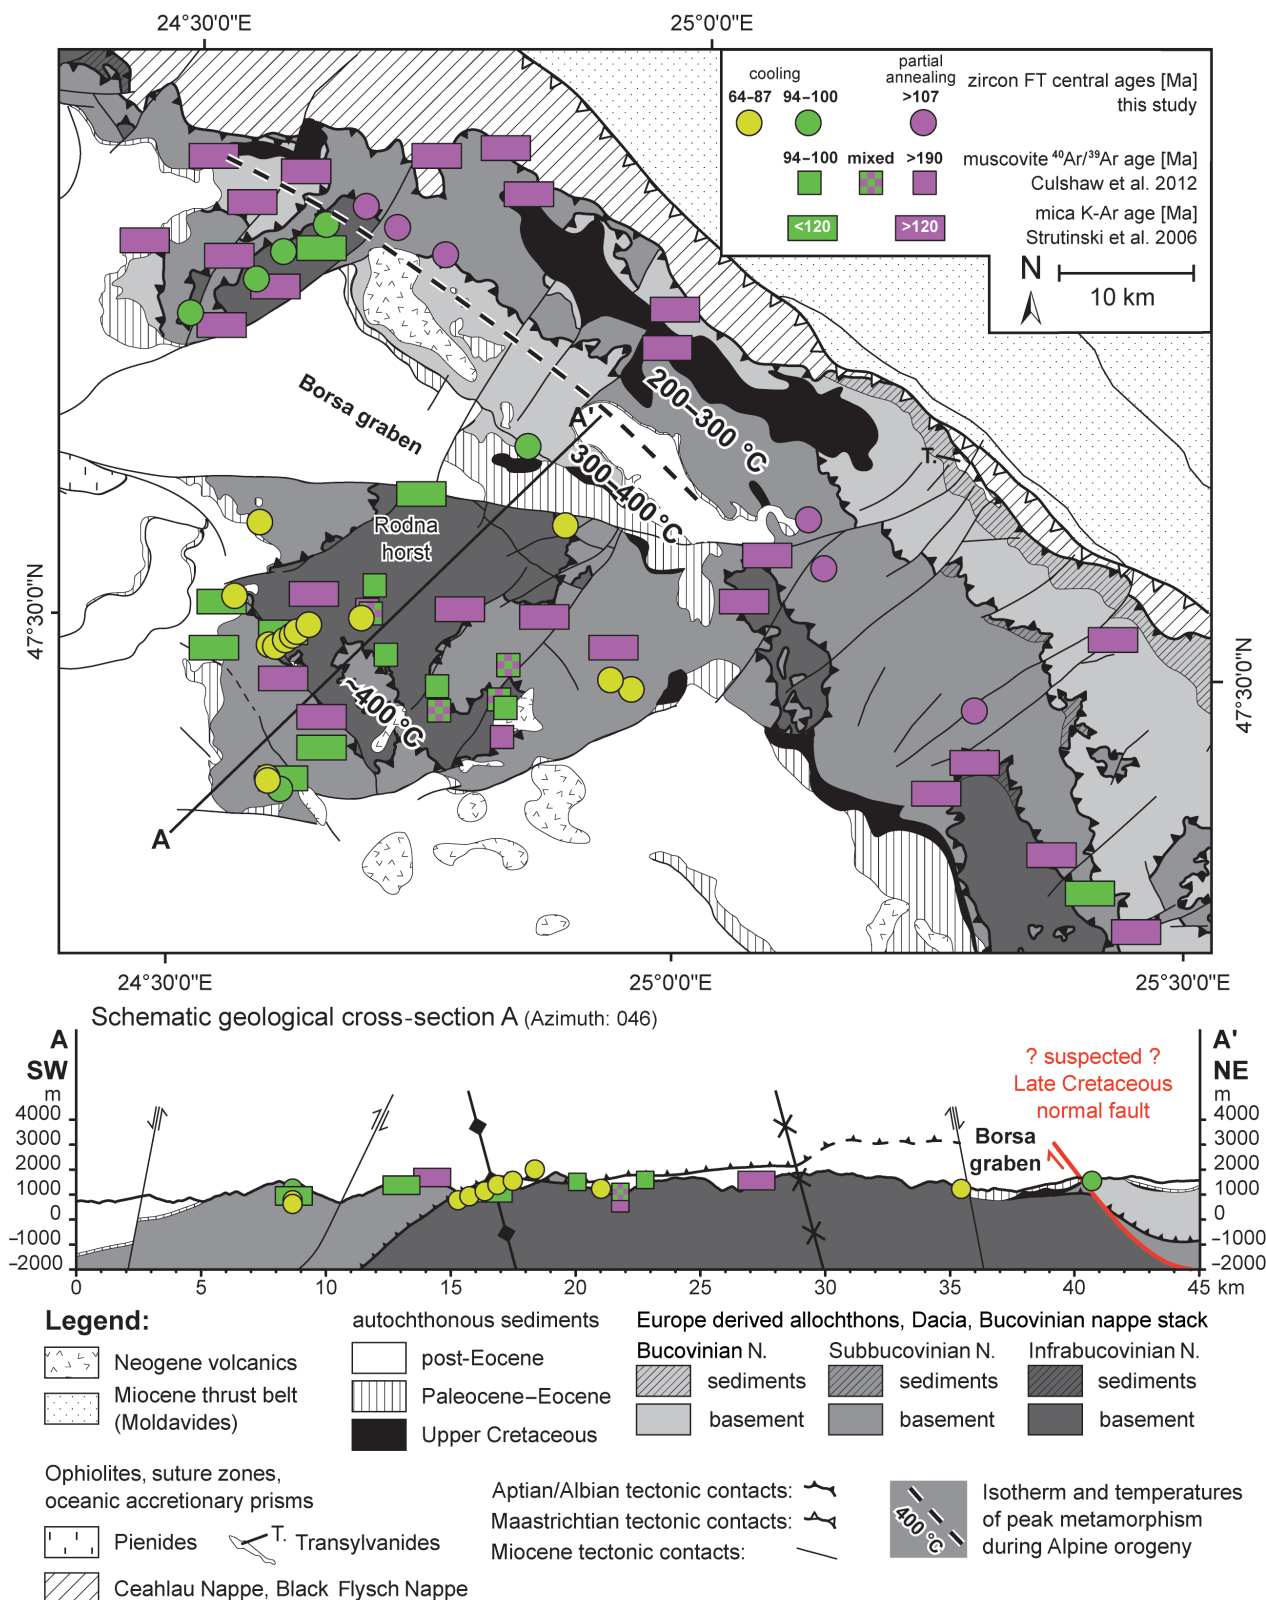 24°30'0"E
25°0'0"E
cooling
partial
annealing
zircon FT central ages [Ma]
this study
64–87
94–100
>107
94–100
mixed
>190
muscovite ⁴⁰Ar/³⁹Ar age [Ma]
Culshaw et al. 2012
<120
>120
mica K-Ar age [Ma]
Strutinski et al. 2006
N
10 km
Borsa graben
200–300 °C
A'
300–400 °C
T.
Rodna
horst
47°30'0"N
47°30'0"N
~400 °C
A
24°30'0"E
25°0'0"E
25°30'0"E
Schematic geological cross-section A (Azimuth: 046)
A
SW
A'
NE
? suspected ?
Late Cretaceous
normal fault
Borsa
graben
m
4000
3000
2000
1000
0
–1000
–2000
m
4000
3000
2000
1000
0
–1000
–2000
0 5 10 15 20 25 30 35 40 45 km
Legend:
Neogene volcanics
Miocene thrust belt
(Moldavides)
autochthonous sediments
post-Eocene
Paleocene–Eocene
Upper Cretaceous
Europe derived allochthons, Dacia, Bucovinian nappe stack
Bucovinian N. Subbucovinian N. Infrabucovinian N.
sediments sediments sediments
basement basement basement
Ophiolites, suture zones,
oceanic accretionary prisms
Pienides
T. Transylvanides
Ceahlau Nappe, Black Flysch Nappe
Aptian/Albian tectonic contacts:
Maastrichtian tectonic contacts:
Miocene tectonic contacts:
400 °C
Isotherm and temperatures
of peak metamorphism
during Alpine orogeny